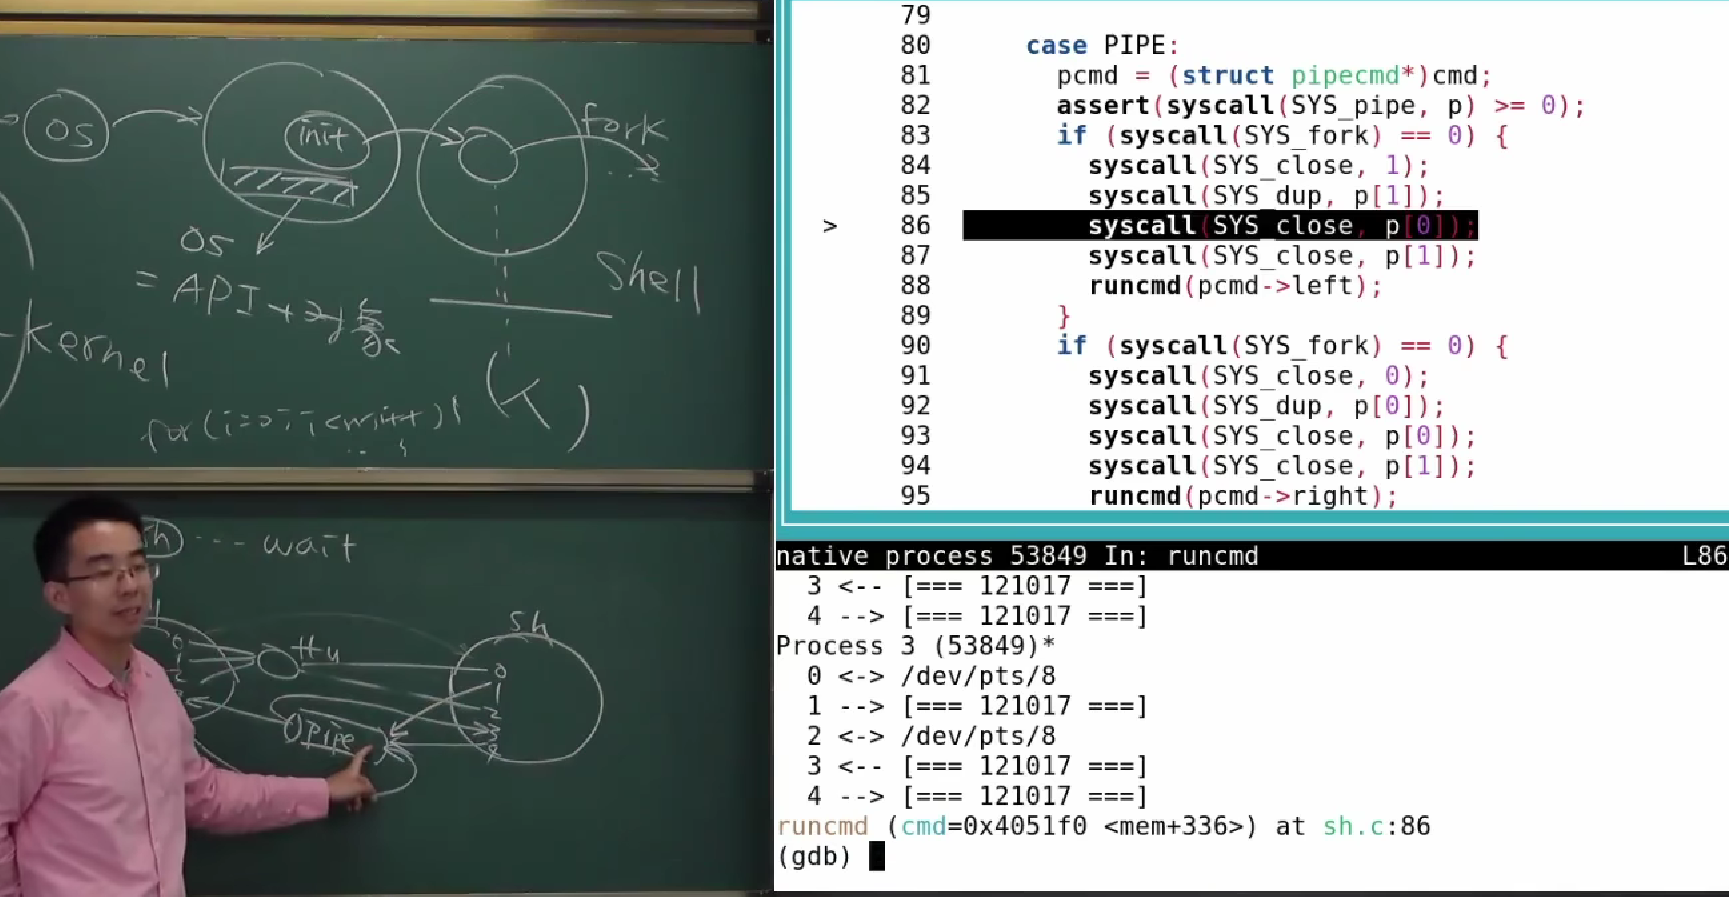 os
init
fork
...
os
= API + 对象
Shell
Kernel
sh
--- wait
sh
0
tty
0
1
1
2
2
3
pipe
4
79
80 case PIPE:
81 pcmd = (struct pipecmd*)cmd;
82 assert(syscall(SYS_pipe, p) >= 0);
83 if (syscall(SYS_fork) == 0) {
84 syscall(SYS_close, 1);
85 syscall(SYS_dup, p[1]);
> 86 syscall(SYS_close, p[0]);
87 syscall(SYS_close, p[1]);
88 runcmd(pcmd->left);
89 }
90 if (syscall(SYS_fork) == 0) {
91 syscall(SYS_close, 0);
92 syscall(SYS_dup, p[0]);
93 syscall(SYS_close, p[0]);
94 syscall(SYS_close, p[1]);
95 runcmd(pcmd->right);
native process 53849 In: runcmd L86
3 <-- [=== 121017 ===]
4 --> [=== 121017 ===]
Process 3 (53849)*
0 <-> /dev/pts/8
1 --> [=== 121017 ===]
2 <-> /dev/pts/8
3 <-- [=== 121017 ===]
4 --> [=== 121017 ===]
runcmd (cmd=0x4051f0 <mem+336>) at sh.c:86
(gdb)